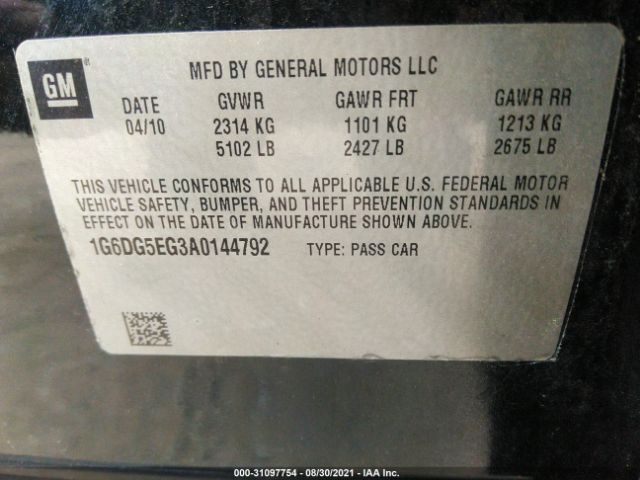 GM
MFD BY GENERAL MOTORS LLC
DATE GVWR GAWR FRT GAWR RR
04/10 2314 KG 1101 KG 1213 KG
5102 LB 2427 LB 2675 LB
THIS VEHICLE CONFORMS TO ALL APPLICABLE U.S. FEDERAL MOTOR
VEHICLE SAFETY, BUMPER, AND THEFT PREVENTION STANDARDS IN
EFFECT ON THE DATE OF MANUFACTURE SHOWN ABOVE.
1G6DG5EG3A0144792 TYPE: PASS CAR
000-31097754 - 08/30/2021 - IAA Inc.